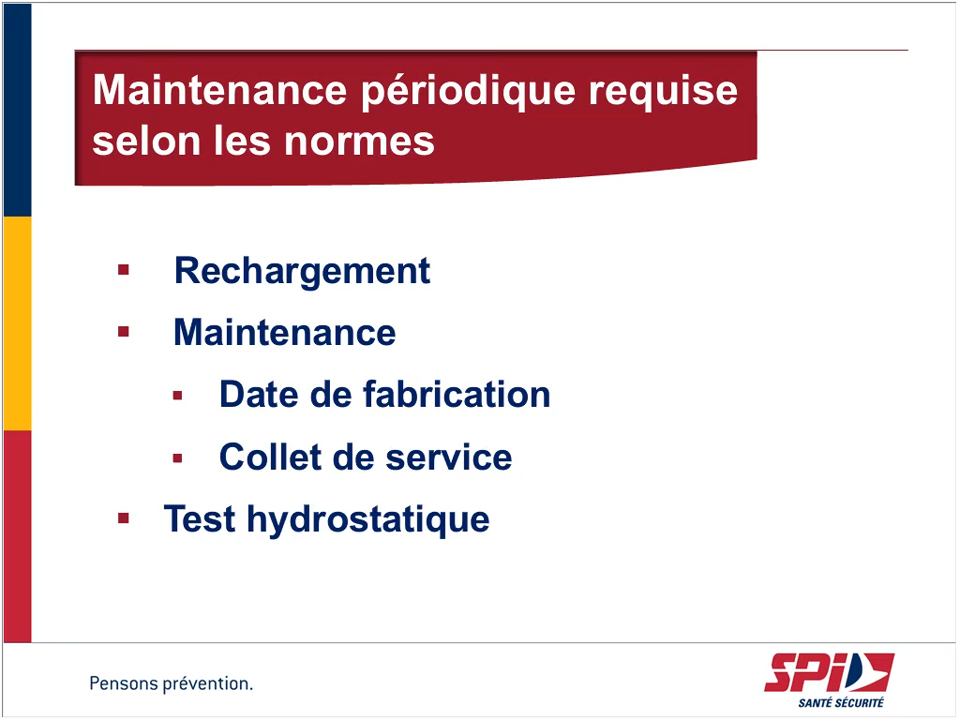 Maintenance périodique requise
selon les normes
Rechargement
Maintenance
Date de fabrication
Collet de service
Test hydrostatique
Pensons prévention.
SPI
SANTÉ SÉCURITÉ